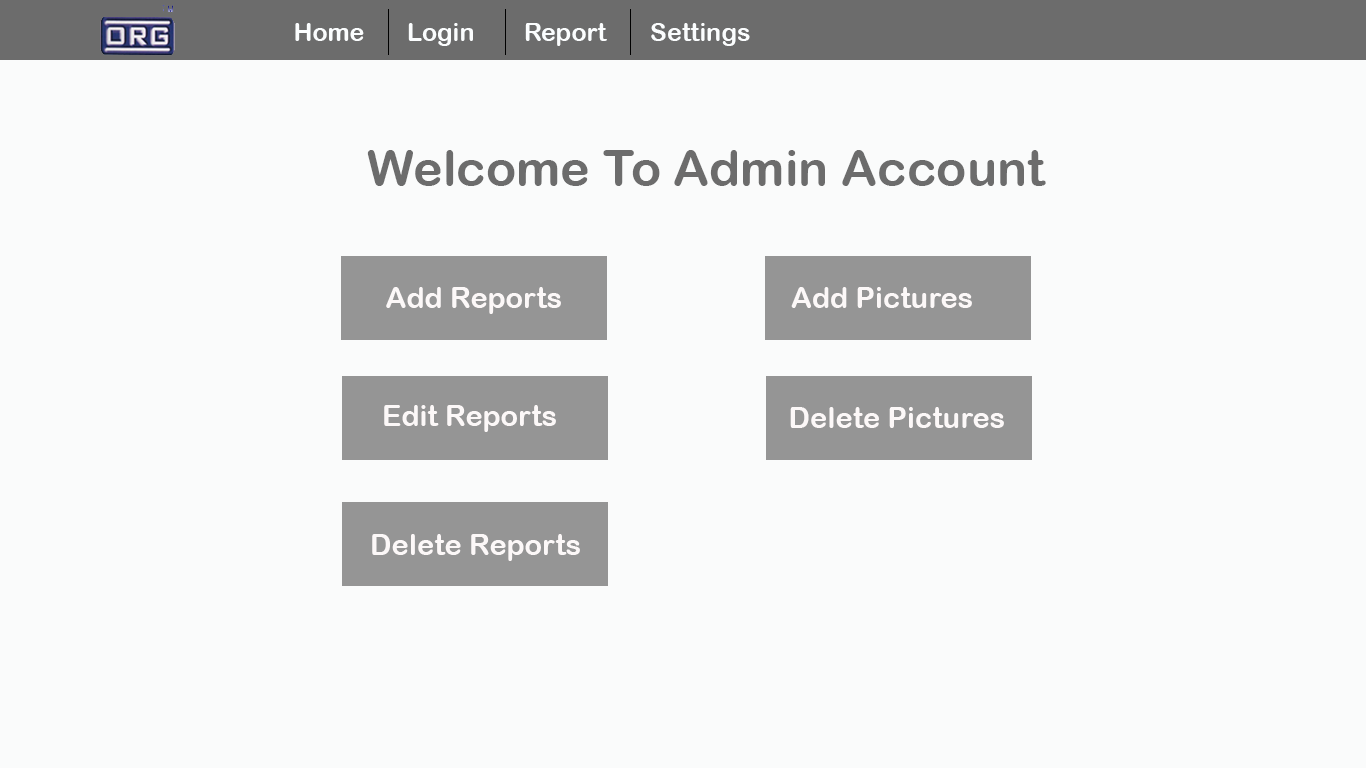 ORG
Home Login Report Settings
Welcome To Admin Account
Add Reports Add Pictures
Edit Reports Delete Pictures
Delete Reports